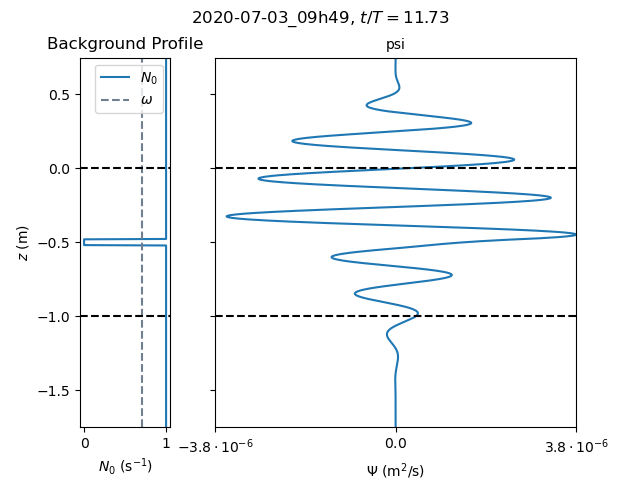 2020-07-03_09h49, t/T = 11.73
Background Profile
psi
N₀
ω
0.5
0.0
−0.5
−1.0
−1.5
z (m)
0 1
−3.8 · 10⁻⁶ 0.0 3.8 · 10⁻⁶
N₀ (s⁻¹)
Ψ (m²/s)